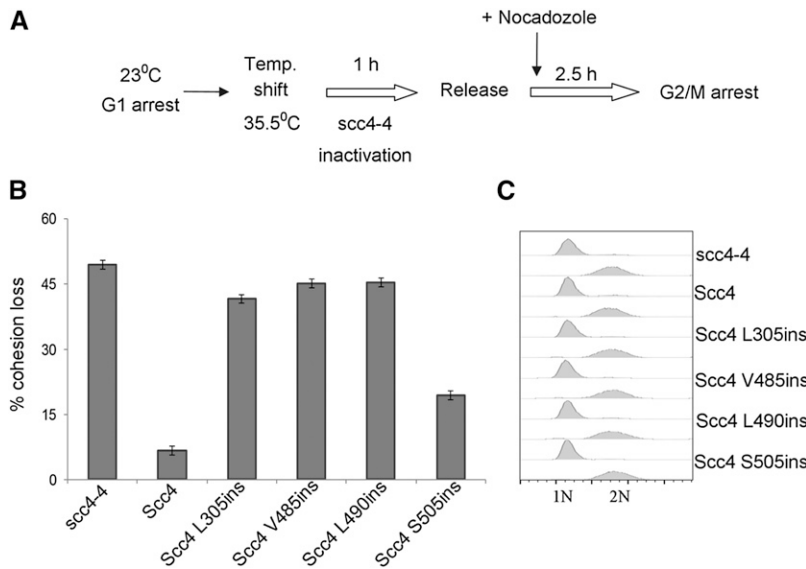 A
+ Nocadozole
23⁰C
G1 arrest
Temp.
shift
35.5⁰C
1 h
scc4-4
inactivation
Release
2.5 h
G2/M arrest
B
% cohesion loss
60
45
30
15
0
scc4-4
Scc4
Scc4 L305ins
Scc4 V485ins
Scc4 L490ins
Scc4 S505ins
C
scc4-4
Scc4
Scc4 L305ins
Scc4 V485ins
Scc4 L490ins
Scc4 S505ins
1N 2N